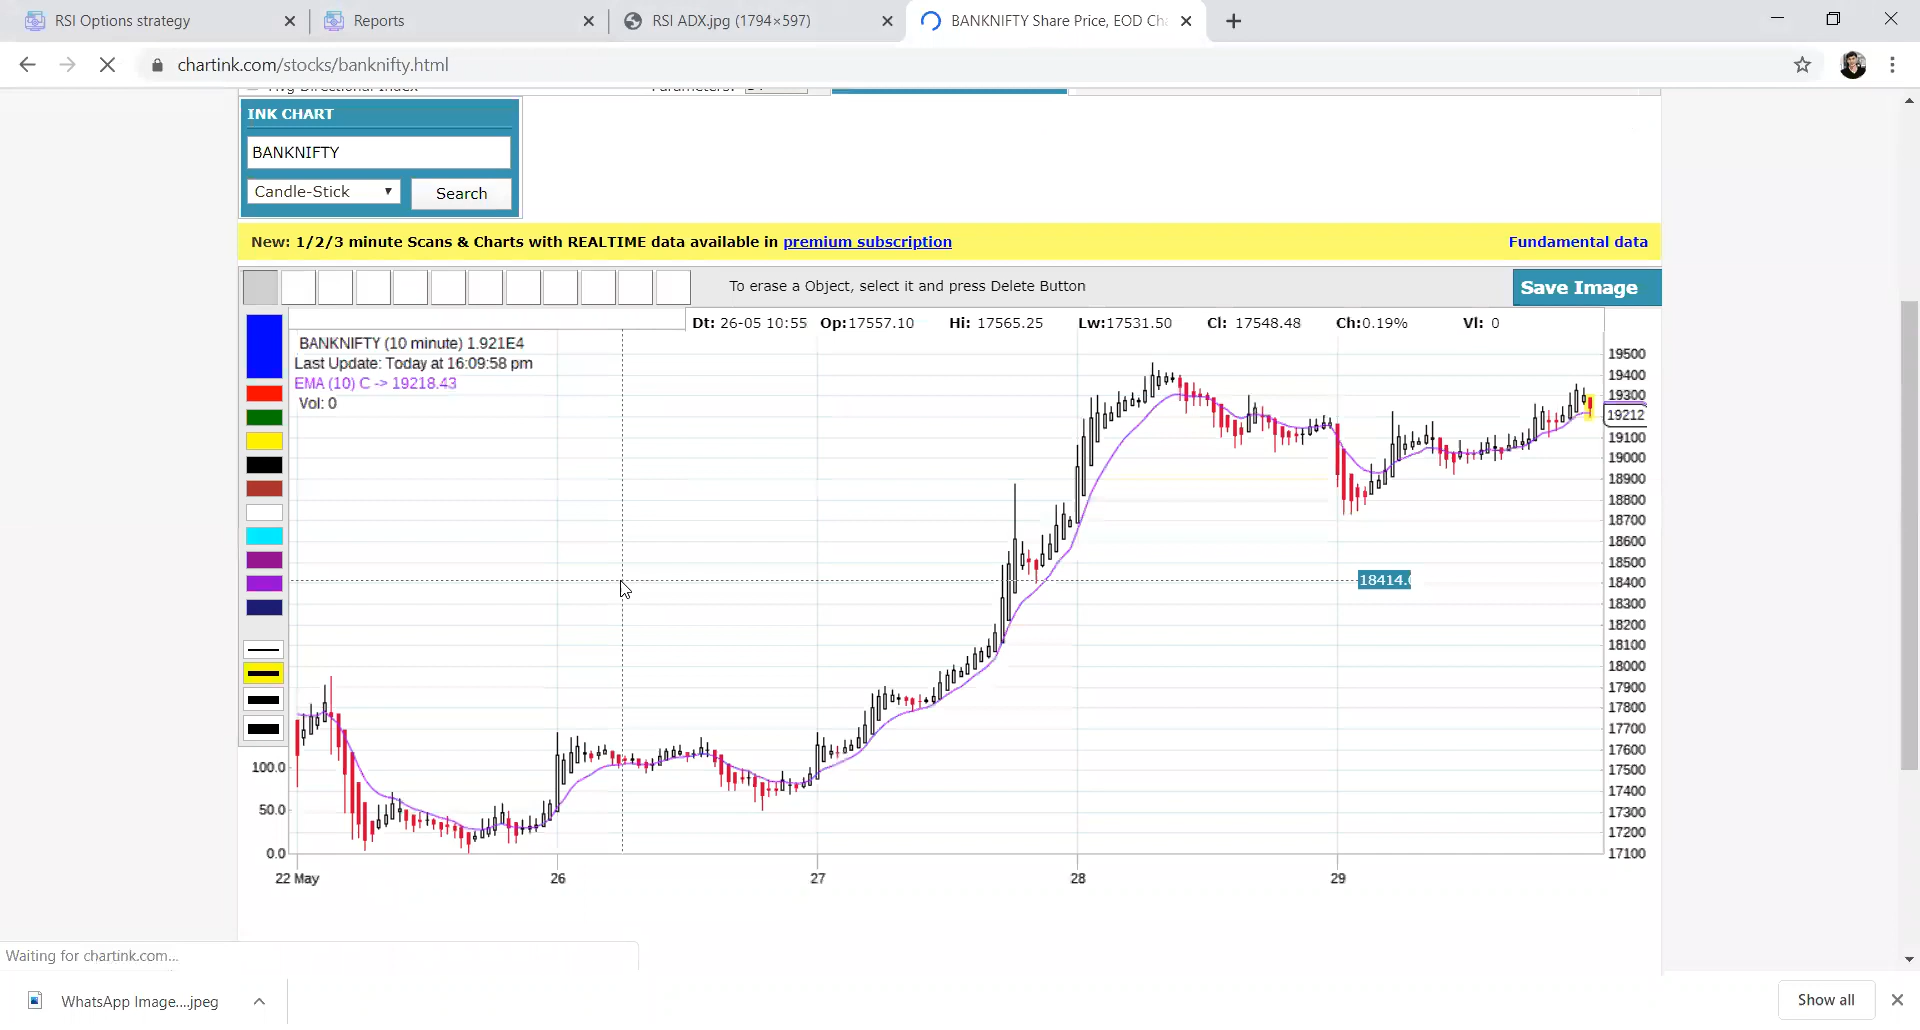 RSI Options strategy
Reports
RSI ADX.jpg (1794×597)
BANKNIFTY Share Price, EOD Ch
chartink.com/stocks/banknifty.html
INK CHART
BANKNIFTY
Candle-Stick
Search
New: 1/2/3 minute Scans & Charts with REALTIME data available in premium subscription
Fundamental data
To erase a Object, select it and press Delete Button
Save Image
Dt: 26-05 10:55 Op:17557.10 Hi: 17565.25 Lw:17531.50 Cl: 17548.48 Ch:0.19% Vl: 0
BANKNIFTY (10 minute) 1.921E4
Last Update: Today at 16:09:58 pm
EMA (10) C -> 19218.43
Vol: 0
19500
19400
19300
19212
19100
19000
18900
18800
18700
18600
18500
18400
18414.
18300
18200
18100
18000
17900
17800
17700
17600
17500
17400
17300
17200
17100
100.0
50.0
0.0
22 May
26
27
28
29
Waiting for chartink.com...
WhatsApp Image....jpeg
Show all